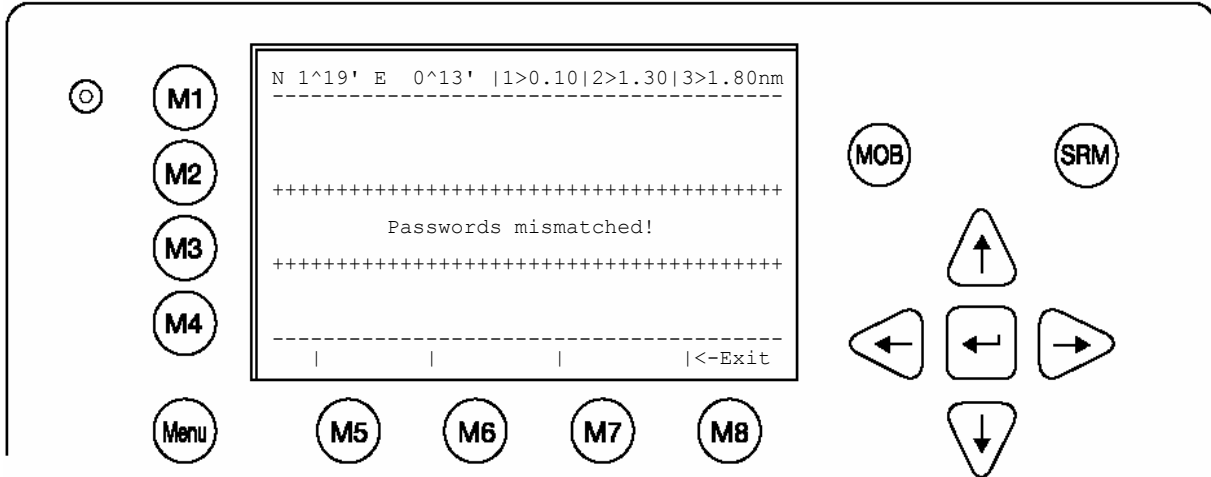 N 1^19' E  0^13' |1>0.10|2>1.30|3>1.80nm
----------------------------------------
++++++++++++++++++++++++++++++++++++++++
Passwords mismatched!
++++++++++++++++++++++++++++++++++++++++
----------------------------------------
| | | |<-Exit
M1
M2
M3
M4
Menu
M5
M6
M7
M8
MOB
SRM